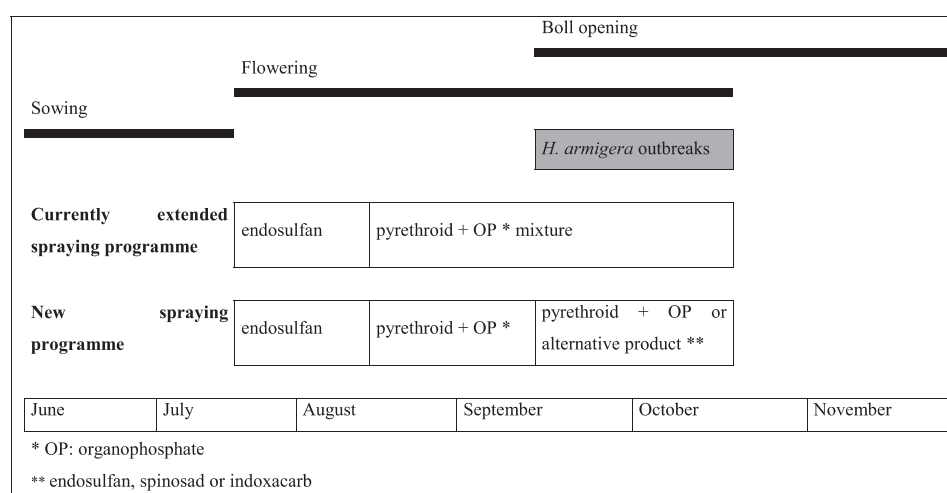 Boll opening
Flowering
Sowing
H. armigera outbreaks
Currently extended
spraying programme
endosulfan
pyrethroid + OP * mixture
New spraying
programme
endosulfan
pyrethroid + OP *
pyrethroid + OP or
alternative product **
June July August September October November
* OP: organophosphate
** endosulfan, spinosad or indoxacarb